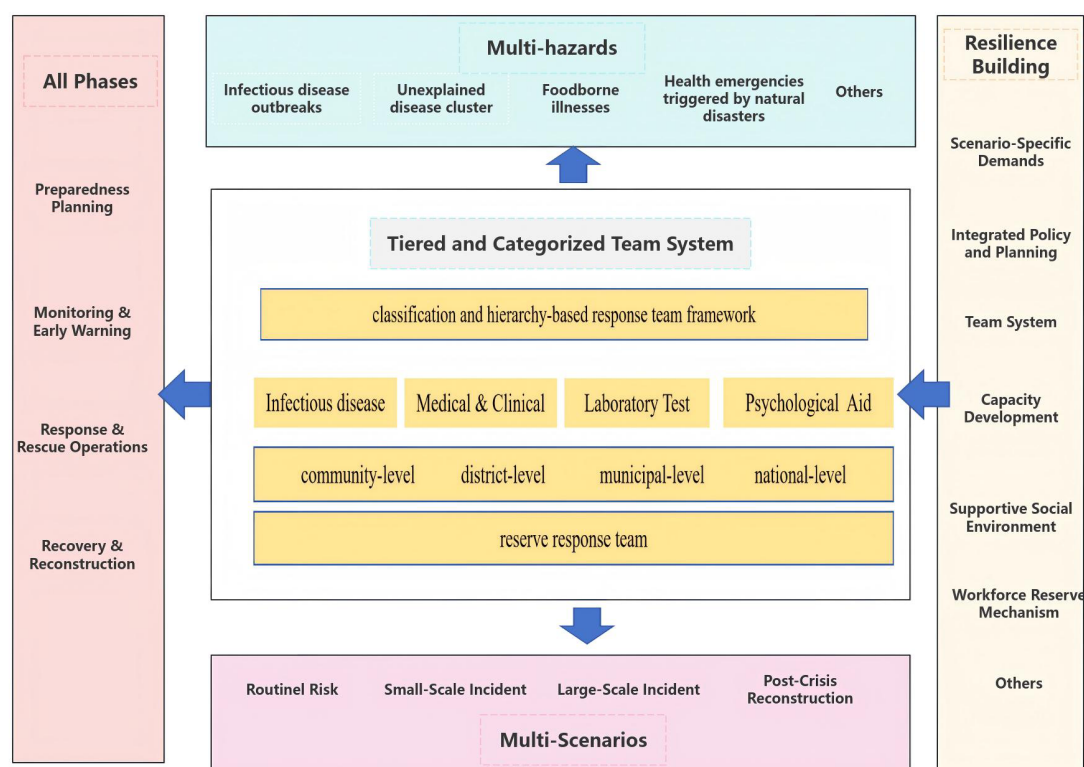 All Phases
Preparedness
Planning
Monitoring &
Early Warning
Response &
Rescue Operations
Recovery &
Reconstruction
Multi-hazards
Infectious disease
outbreaks
Unexplained
disease cluster
Foodborne
illnesses
Health emergencies
triggered by natural
disasters
Others
Tiered and Categorized Team System
classification and hierarchy-based response team framework
Infectious disease
Medical & Clinical
Laboratory Test
Psychological Aid
community-level
district-level
municipal-level
national-level
reserve response team
Routinel Risk
Small-Scale Incident
Large-Scale Incident
Post-Crisis
Reconstruction
Multi-Scenarios
Resilience
Building
Scenario-Specific
Demands
Integrated Policy
and Planning
Team System
Capacity
Development
Supportive Social
Environment
Workforce Reserve
Mechanism
Others